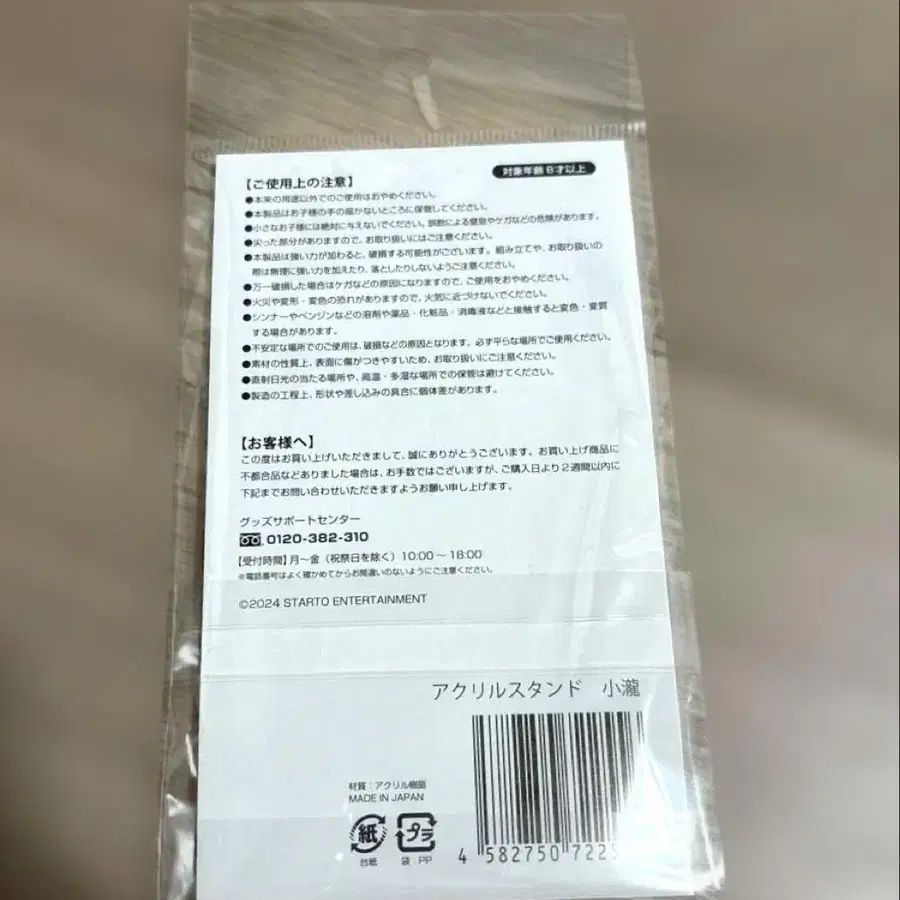 対象年齢8才以上
【ご使用上の注意】
●本来の用途以外でのご使用はおやめください。
●本製品はお子様の手の届かないところに保管してください。
●小さなお子様には絶対に与えないでください。誤飲による窒息やケガなどの危険があります。
●尖った部分がありますので、お取り扱いにはご注意ください。
●本製品は強い力が加わると、破損する可能性がございます。組み立てや、お取り扱いの
際は無理に強い力を加えたり、落としたりしないようご注意ください。
●万一破損した場合はケガなどの原因になりますので、ご使用をおやめください。
●火災や変形・変色の恐れがありますので、火気に近づけないでください。
●シンナーやベンジンなどの溶剤や薬品・化粧品・消毒液などと接触すると変色・変質
する場合があります。
●不安定な場所でのご使用は、破損などの原因となります。必ず平らな場所でご使用ください。
●素材の性質上、表面に傷がつきやすいため、お取り扱いにご注意ください。
●直射日光の当たる場所や、高温・多湿な場所での保管は避けてください。
●製造の工程上、形状や差し込みの具合に個体差があります。
【お客様へ】
この度はお買い上げいただきまして、誠にありがとうございます。お買い上げ商品に
不都合品などありました場合は、お手数ではございますが、ご購入日より2週間以内に
下記までお問い合わせいただきますようお願い申し上げます。
グッズサポートセンター
0120-382-310
【受付時間】月～金（祝祭日を除く）10:00～18:00
※電話番号はよく確かめてからお間違いのないようにご注意ください。
©2024 STARTO ENTERTAINMENT
アクリルスタンド 小瀧
材質：アクリル樹脂
MADE IN JAPAN
紙 プラ
台紙 袋：PP
4 582750 722